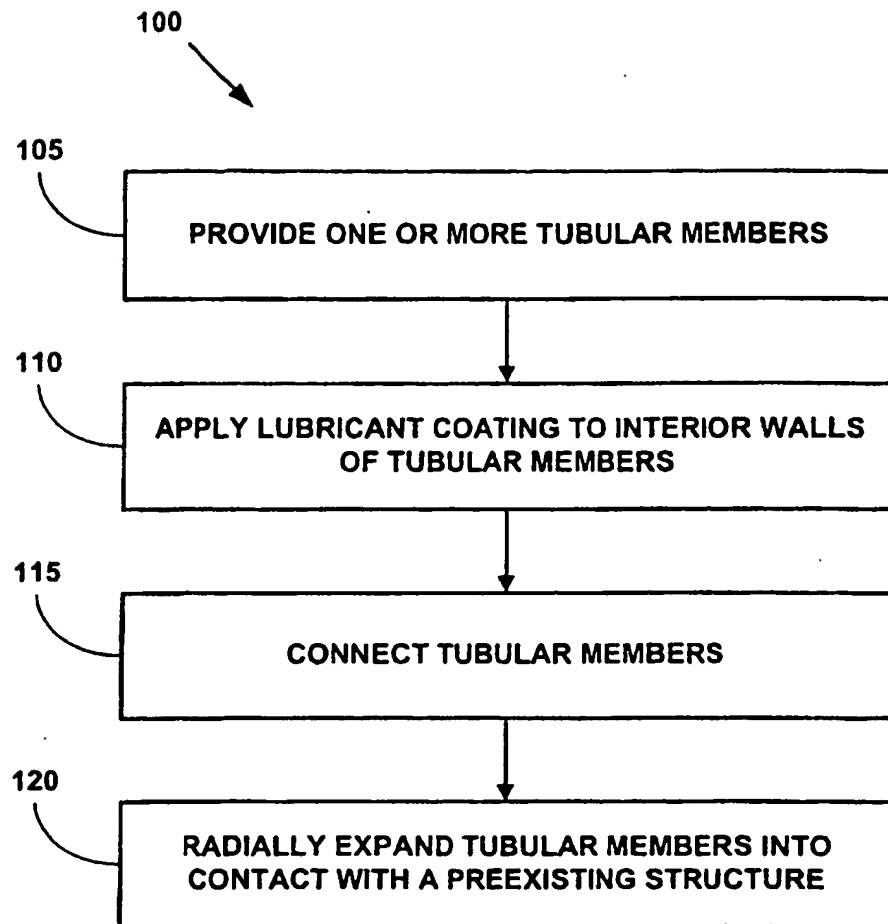 100
105
PROVIDE ONE OR MORE TUBULAR MEMBERS
110
APPLY LUBRICANT COATING TO INTERIOR WALLS
OF TUBULAR MEMBERS
115
CONNECT TUBULAR MEMBERS
120
RADIALLY EXPAND TUBULAR MEMBERS INTO
CONTACT WITH A PREEXISTING STRUCTURE